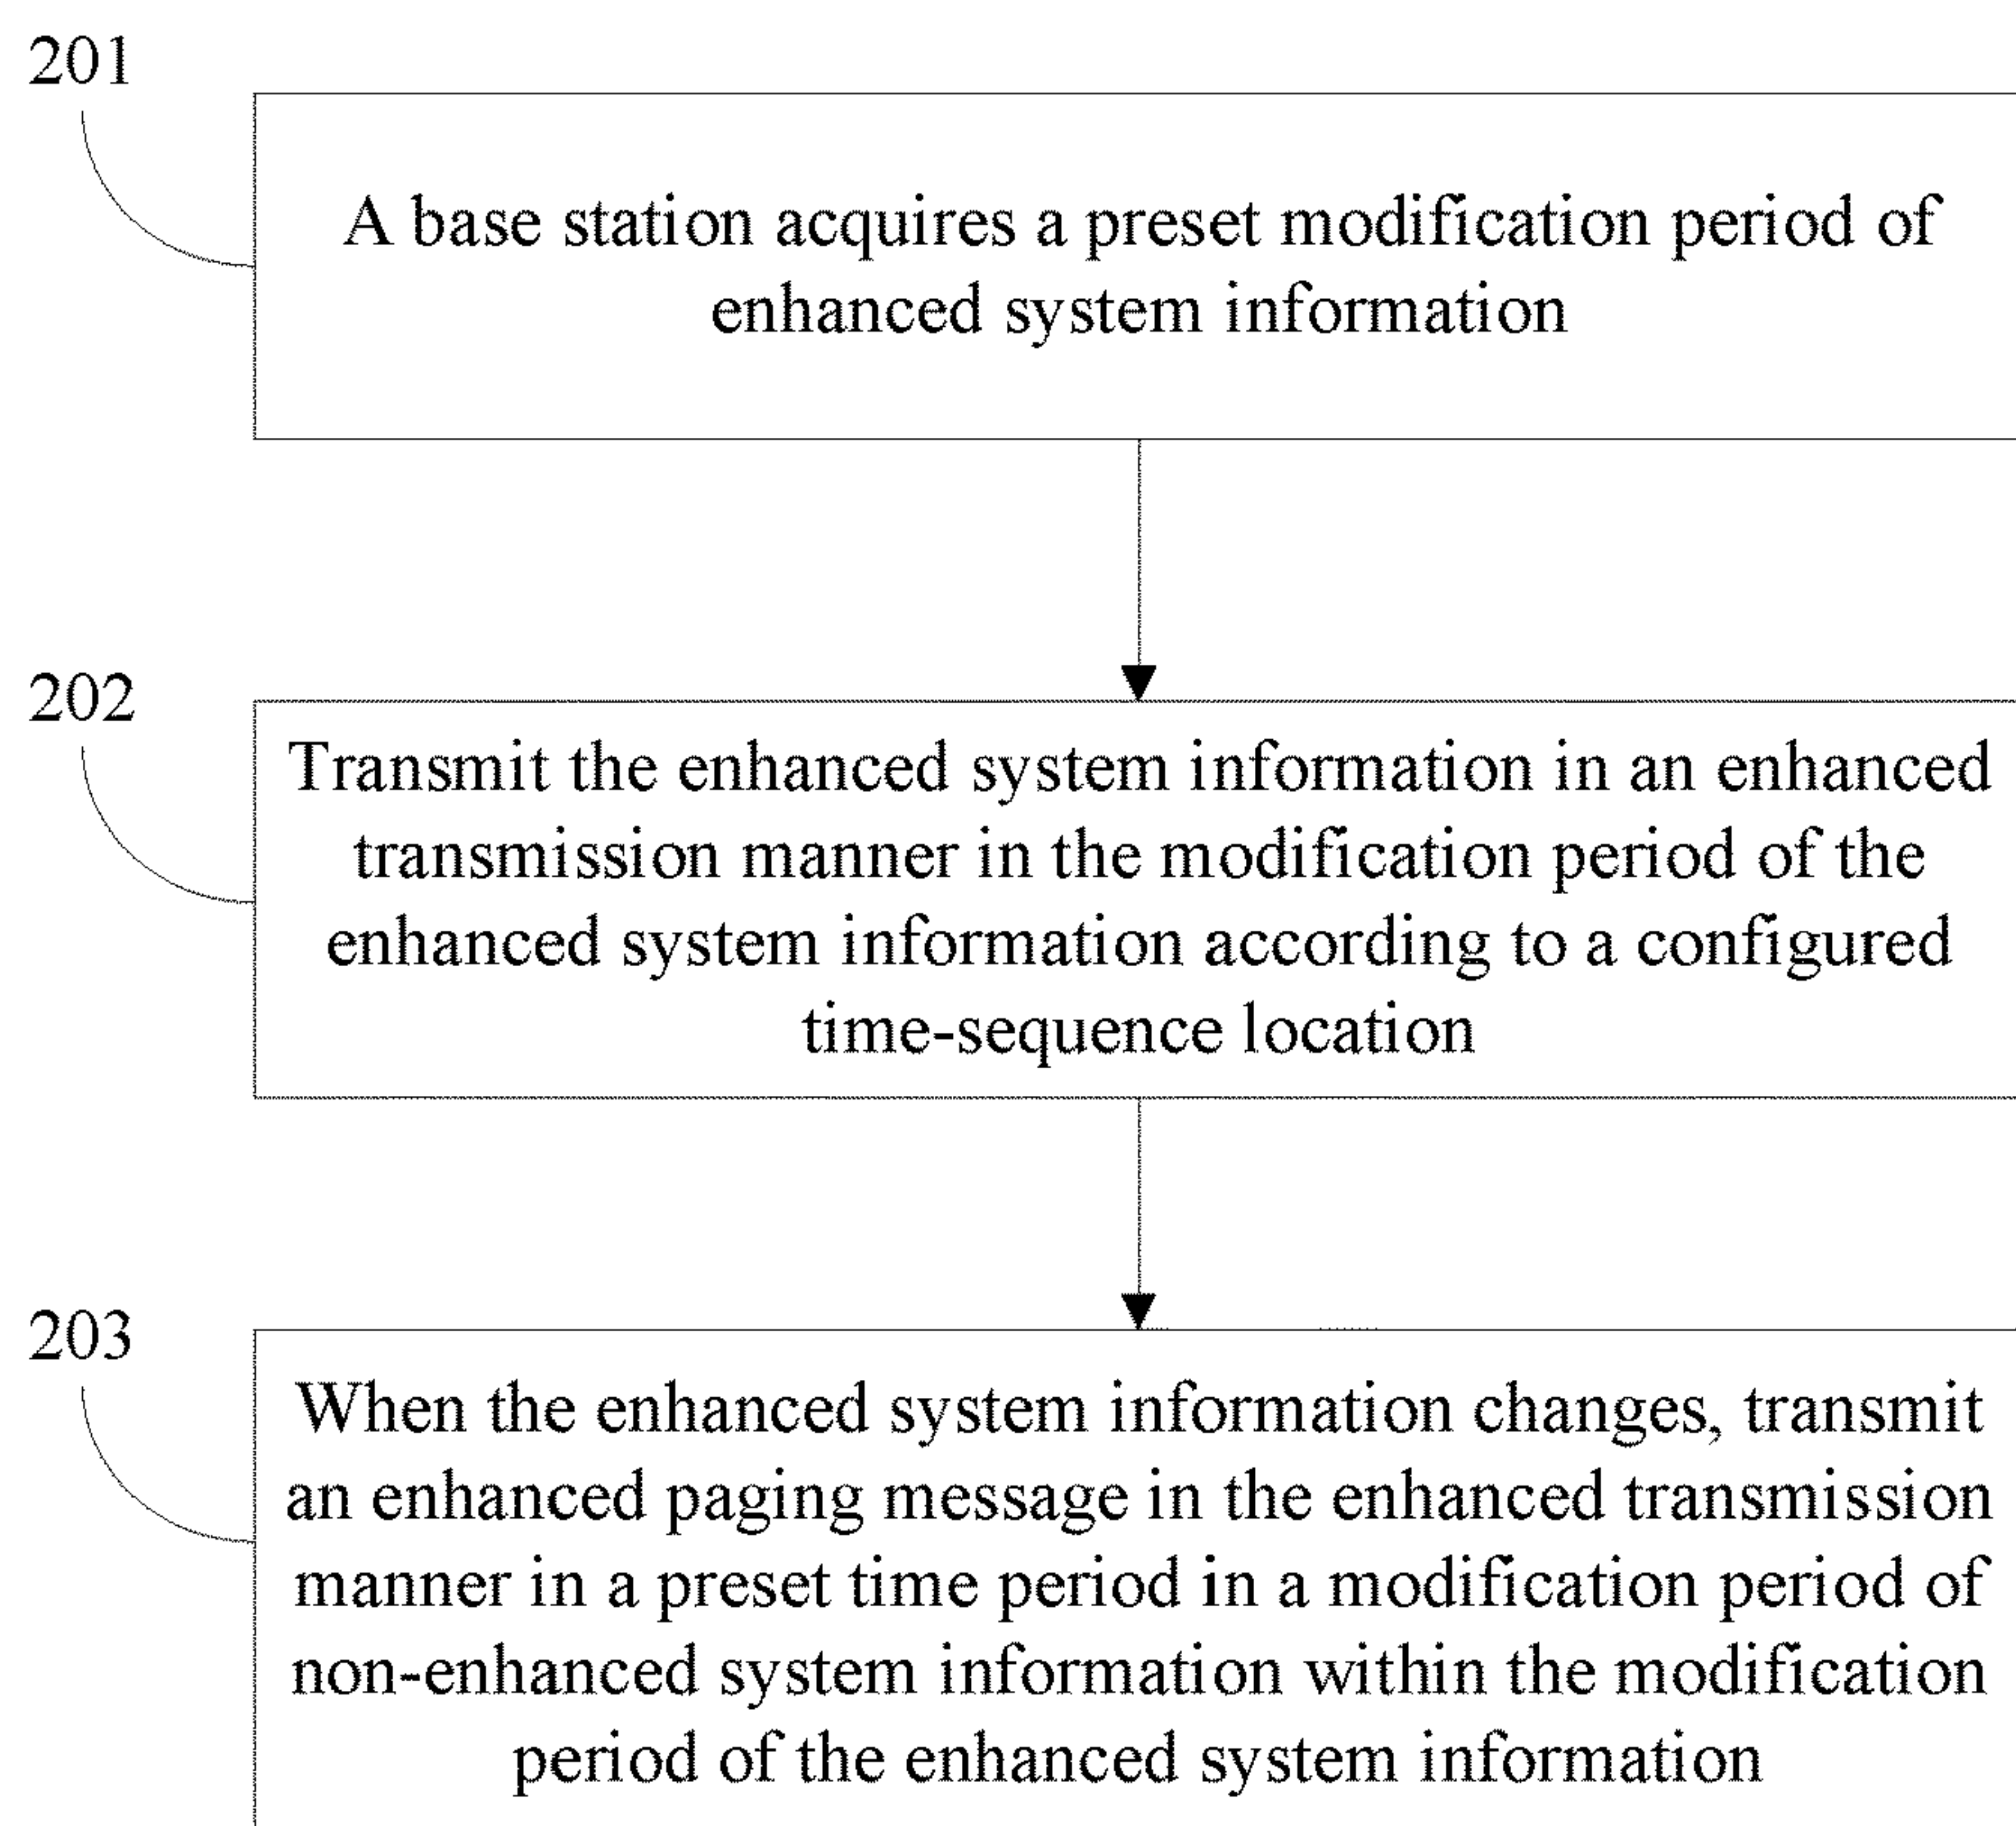 201
A base station acquires a preset modification period of
enhanced system information
202
Transmit the enhanced system information in an enhanced
transmission manner in the modification period of the
enhanced system information according to a configured
time-sequence location
203
When the enhanced system information changes, transmit
an enhanced paging message in the enhanced transmission
manner in a preset time period in a modification period of
non-enhanced system information within the modification
period of the enhanced system information